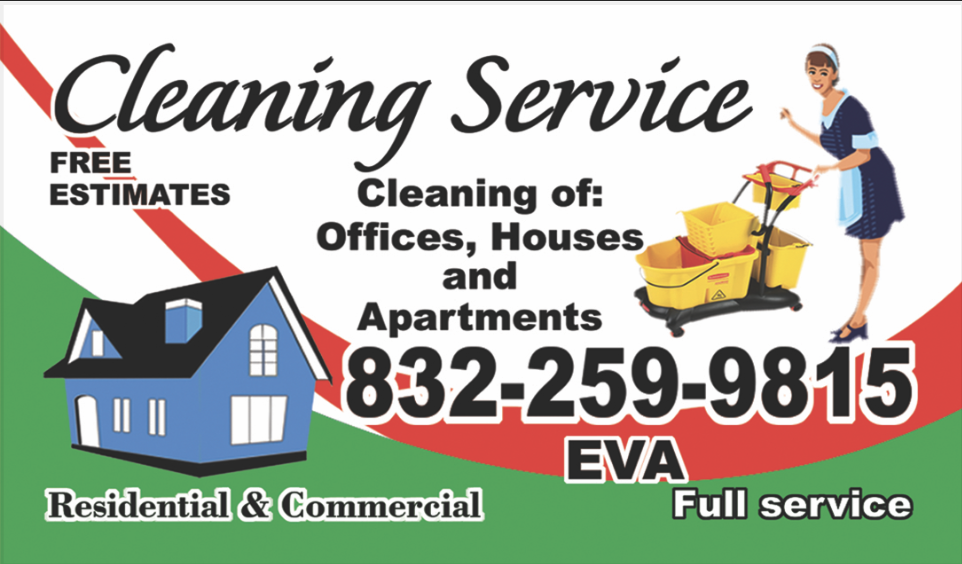 Cleaning Service
FREE
ESTIMATES
Cleaning of:
Offices, Houses
and
Apartments
832-259-9815
EVA
Residential & Commercial
Full service